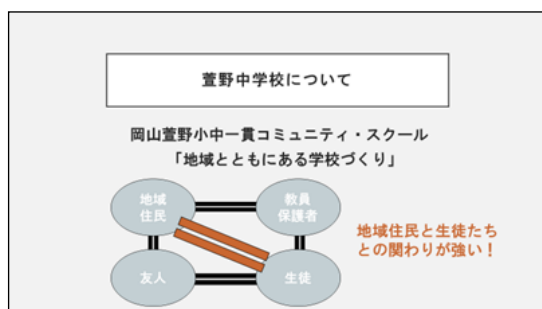 萱野中学校について
岡山萱野小中一貫コミュニティ・スクール
「地域とともにある学校づくり」
地域
住民
教員
保護者
地域住民と生徒たち
との関わりが強い！
友人
生徒